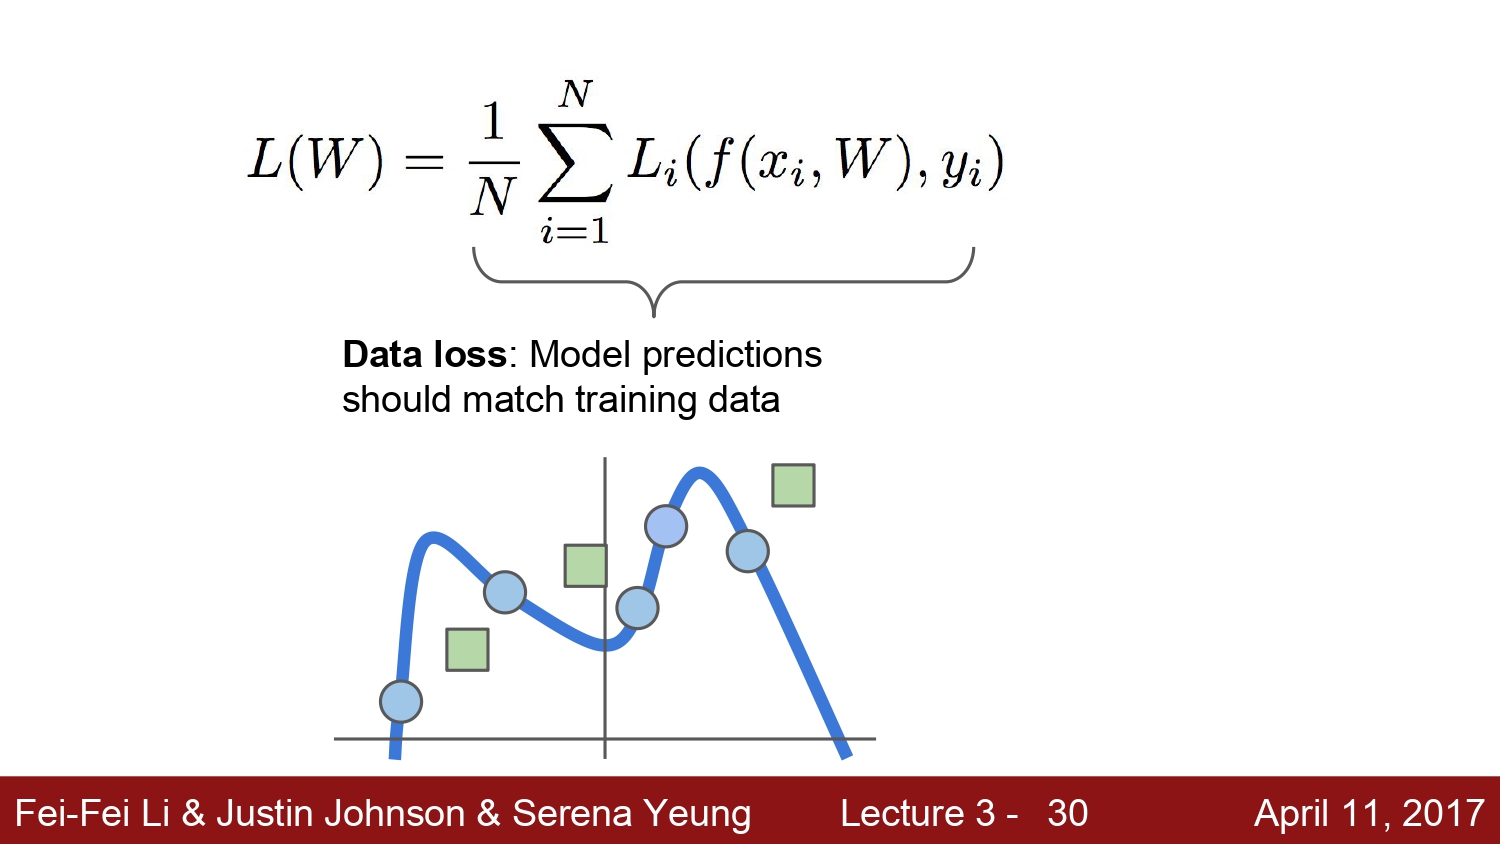 L(W) = \frac{1}{N} \sum_{i=1}^{N} L_i(f(x_i, W), y_i)
Data loss: Model predictions
should match training data
Fei-Fei Li & Justin Johnson & Serena Yeung Lecture 3 - 30 April 11, 2017